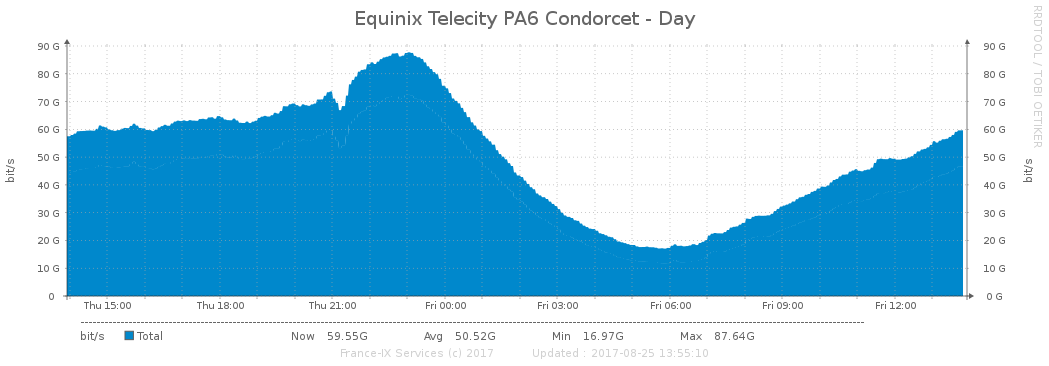 Equinix Telecity PA6 Condorcet - Day
RRDTOOL / TOBI OETIKER
bit/s
90 G 90 G
80 G 80 G
70 G 70 G
60 G 60 G
50 G 50 G
40 G 40 G
30 G 30 G
20 G 20 G
10 G 10 G
0 0 G
bit/s
Thu 15:00 Thu 18:00 Thu 21:00 Fri 00:00 Fri 03:00 Fri 06:00 Fri 09:00 Fri 12:00
bit/s Total Now 59.55G Avg 50.52G Min 16.97G Max 87.64G
France-IX Services (c) 2017 Updated : 2017-08-25 13:55:10